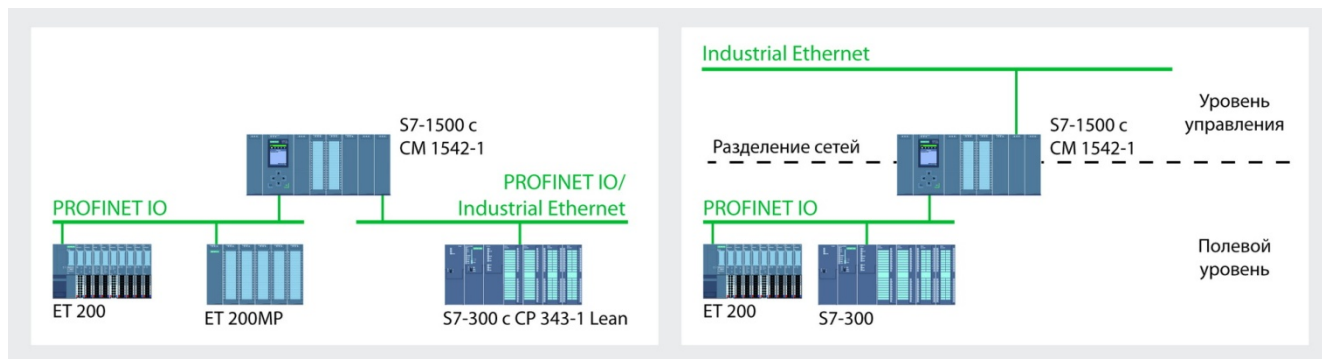 S7-1500 с
CM 1542-1
PROFINET IO/
Industrial Ethernet
PROFINET IO
ET 200
ET 200MP
S7-300 с CP 343-1 Lean
Industrial Ethernet
Уровень
управления
S7-1500 с
CM 1542-1
Разделение сетей
PROFINET IO
Полевой
уровень
ET 200
S7-300